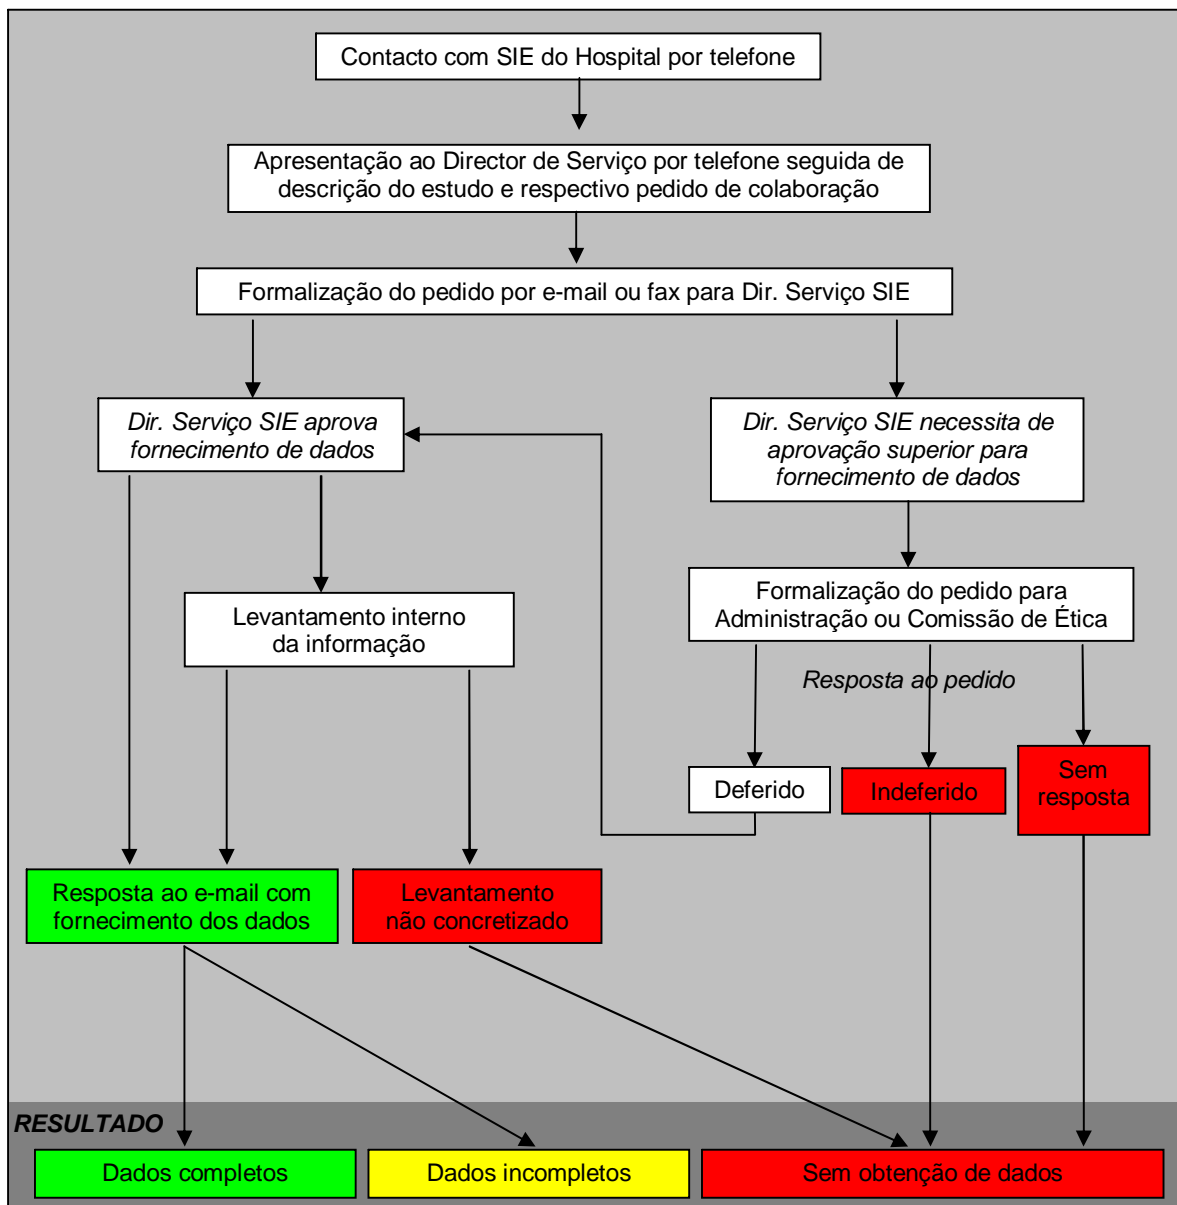 Contacto com SIE do Hospital por telefone
Apresentação ao Director de Serviço por telefone seguida de
descrição do estudo e respectivo pedido de colaboração
Formalização do pedido por e-mail ou fax para Dir. Serviço SIE
Dir. Serviço SIE aprova
fornecimento de dados
Dir. Serviço SIE necessita de
aprovação superior para
fornecimento de dados
Levantamento interno
da informação
Formalização do pedido para
Administração ou Comissão de Ética
Resposta ao pedido
Deferido
Indeferido
Sem
resposta
Resposta ao e-mail com
fornecimento dos dados
Levantamento
não concretizado
RESULTADO
Dados completos
Dados incompletos
Sem obtenção de dados